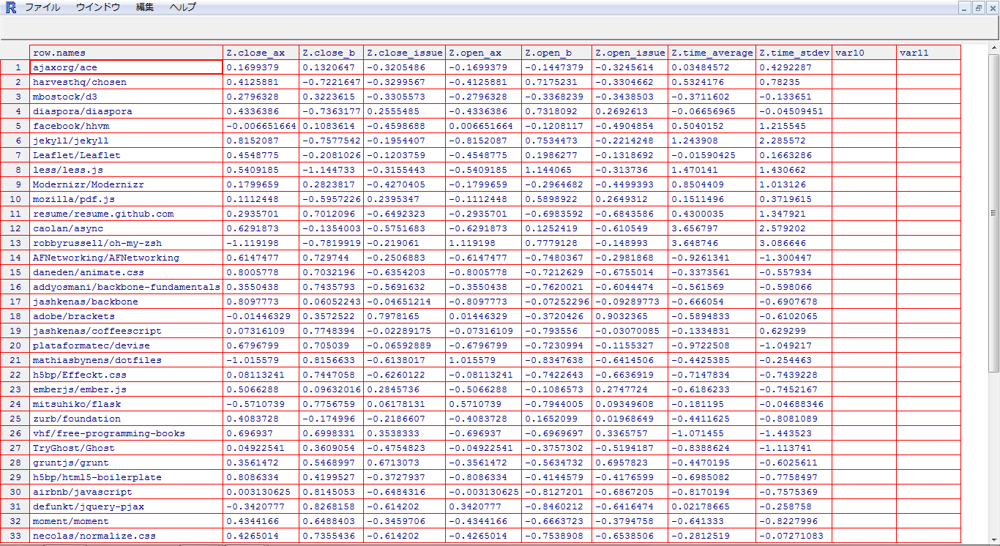 R ファイル ウインドウ 編集 ヘルプ
row.names Z.close_ax Z.close_b Z.close_issue Z.open_ax Z.open_b Z.open_issue Z.time_average Z.time_stdev var10 var11
1 ajaxorg/ace 0.1699379 0.1320647 -0.3205486 -0.1699379 -0.1447379 -0.3245614 0.03484572 0.4292287
2 harvesthq/chosen 0.4125881 -0.7221647 -0.3299567 -0.4125881 0.7175231 -0.3304662 0.5324176 0.78235
3 mbostock/d3 0.2796328 0.3223615 -0.3305573 -0.2796328 -0.3368239 -0.3438503 -0.3711602 -0.133651
4 diaspora/diaspora 0.4336386 -0.7363177 0.2555485 -0.4336386 0.7318092 0.2692613 -0.06656965 -0.04509451
5 facebook/hhvm -0.006651664 0.1083614 -0.4598688 0.006651664 -0.1208117 -0.4904854 0.5040152 1.215545
6 jekyll/jekyll 0.8152087 -0.7577542 -0.1954407 -0.8152087 0.7534473 -0.2214248 1.243908 2.285572
7 Leaflet/Leaflet 0.4548775 -0.2081026 -0.1203759 -0.4548775 0.1986277 -0.1318692 -0.01590425 0.1663286
8 less/less.js 0.5409185 -1.144733 -0.3155443 -0.5409185 1.144065 -0.313736 1.470141 1.430662
9 Modernizr/Modernizr 0.1799659 0.2823817 -0.4270405 -0.1799659 -0.2964682 -0.4499393 0.8504409 1.013126
10 mozilla/pdf.js 0.1112448 -0.5957226 0.2395347 -0.1112448 0.5898922 0.2649312 0.1511496 0.3719615
11 resume/resume.github.com 0.2935701 0.7012096 -0.6492323 -0.2935701 -0.6983592 -0.6843586 0.4300035 1.347921
12 caolan/async 0.6291873 -0.1354003 -0.5751683 -0.6291873 0.1252419 -0.610549 3.656797 2.579202
13 robbyrussell/oh-my-zsh -1.119198 -0.7819919 -0.219061 1.119198 0.7779128 -0.148993 3.648746 3.086646
14 AFNetworking/AFNetworking 0.6147477 0.729744 -0.2506883 -0.6147477 -0.7480367 -0.2981868 -0.9261341 -1.300447
15 daneden/animate.css 0.8005778 0.7032196 -0.6354203 -0.8005778 -0.7212629 -0.6755014 -0.3373561 -0.557934
16 addyosmani/backbone-fundamentals 0.3550438 0.7435793 -0.5691632 -0.3550438 -0.7620021 -0.6044474 -0.561569 -0.598066
17 jashkenas/backbone 0.8097773 0.06052243 -0.04651214 -0.8097773 -0.07252296 -0.09289773 -0.666054 -0.6907678
18 adobe/brackets -0.01446329 0.3572522 0.7978165 0.01446329 -0.3720426 0.9032365 -0.5894833 -0.6102065
19 jashkenas/coffeescript 0.07316109 0.7748394 -0.02289175 -0.07316109 -0.793556 -0.03070085 -0.1334831 0.629299
20 plataformatec/devise 0.6796799 0.705039 -0.06592889 -0.6796799 -0.7230994 -0.1155327 -0.9722508 -1.049217
21 mathiasbynens/dotfiles -1.015579 0.8156633 -0.6138017 1.015579 -0.8347638 -0.6414506 -0.4425385 -0.254463
22 h5bp/Effeckt.css 0.08113241 0.7447058 -0.6260122 -0.08113241 -0.7422643 -0.6636919 -0.7147834 -0.7439228
23 emberjs/ember.js 0.5066288 0.09632016 0.2845736 -0.5066288 -0.1086573 0.2747724 -0.6186233 -0.7452167
24 mitsuhiko/flask -0.5710739 0.7756759 0.06178131 0.5710739 -0.7944005 0.09349608 -0.181195 -0.04688346
25 zurb/foundation 0.4083728 -0.174996 -0.2186607 -0.4083728 0.1652099 0.01968649 -0.4411625 -0.8081089
26 vhf/free-programming-books 0.696937 0.6998331 0.3538333 -0.696937 -0.6969697 0.3365757 -1.071455 -1.443523
27 TryGhost/Ghost 0.04922541 0.3609054 -0.4754823 -0.04922541 -0.3757302 -0.5194187 -0.8388624 -1.113741
28 gruntjs/grunt 0.3561472 0.5468997 0.6713073 -0.3561472 -0.5634732 0.6957823 -0.4470195 -0.6025611
29 h5bp/html5-boilerplate 0.8086334 0.4199527 -0.3727937 -0.8086334 -0.4144579 -0.4176599 -0.6985082 -0.7758497
30 airbnb/javascript 0.003130625 0.8145053 -0.6484316 -0.003130625 -0.8127201 -0.6867205 -0.8170194 -0.7575369
31 defunkt/jquery-pjax -0.3420777 0.8268158 -0.614202 0.3420777 -0.8460212 -0.6416474 0.02178665 -0.258758
32 moment/moment 0.4344166 0.6488403 -0.3459706 -0.4344166 -0.6663723 -0.3794758 -0.641333 -0.8227996
33 necolas/normalize.css 0.4265014 0.7355436 -0.614202 -0.4265014 -0.7538908 -0.6538506 -0.2812519 -0.07271083